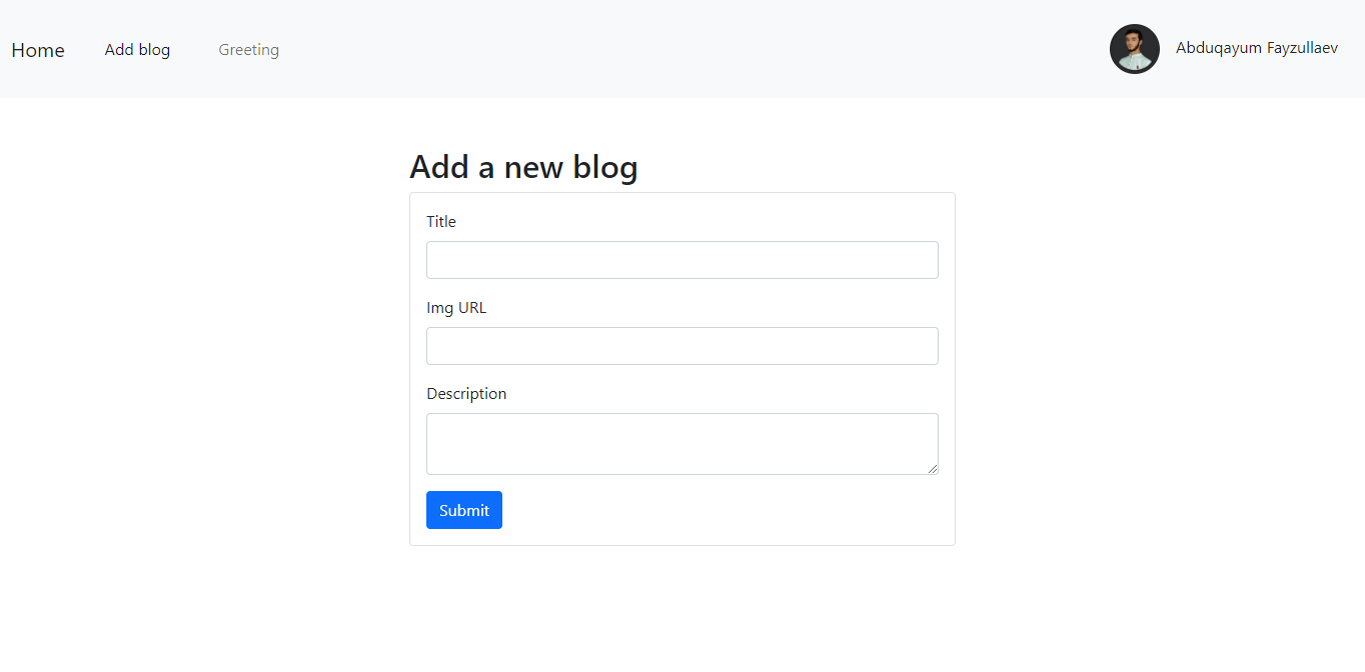 Home Add blog Greeting Abduqayum Fayzullaev
Add a new blog
Title
Img URL
Description
Submit